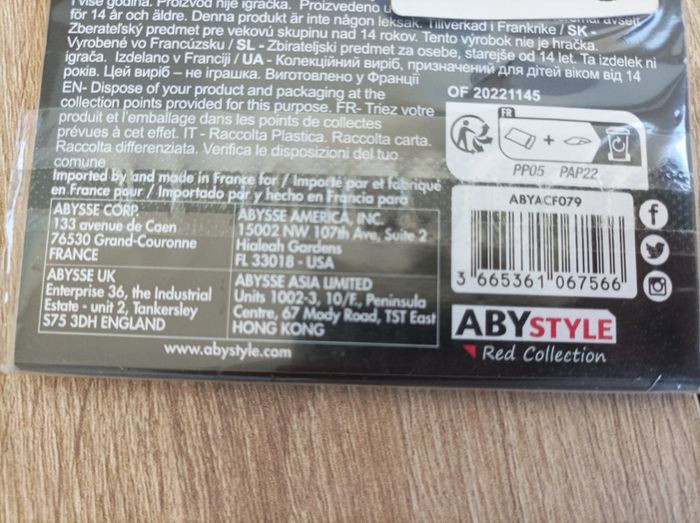 I više godina. Proizvod nije igračka. Proizvedeno u
för 14 år och äldre. Denna produkt är inte någon leksak. Tillverkad i Frankrike / SK -
Zberateľský predmet pre vekovú skupinu nad 14 rokov. Tento výrobok nie je hračka.
Vyrobené vo Francúzsku / SL - Zbirateljski predmet za osebe, starejše od 14 let. Ta izdelek ni
igrača. Izdelano v Franciji / UA - Колекційний виріб, призначений для дітей віком від 14
років. Цей виріб – не іграшка. Виготовлено у Франції
EN- Dispose of your product and packaging at the
collection points provided for this purpose. FR- Triez votre
produit et l'emballage dans les points de collectes
prévues à cet effet. IT - Raccolta Plastica. Raccolta carta.
Raccolta differenziata. Verifica le disposizioni del tuo
comune
OF 20221145
FR
PP05 PAP22
Imported by and made in France for / Importé par et fabriqué
en France pour / Importado par y hecho en Francia para
ABYSSE CORP.
133 avenue de Caen
76530 Grand-Couronne
FRANCE
ABYSSE AMERICA, INC.
15002 NW 107th Ave, Suite 2
Hialeah Gardens
FL 33018 - USA
ABYSSE UK
Enterprise 36, the Industrial
Estate - unit 2, Tankersley
S75 3DH ENGLAND
ABYSSE ASIA LIMITED
Units 1002-3, 10/F., Peninsula
Centre, 67 Mody Road, TST East
HONG KONG
www.abystyle.com
ABYACF079
3 665361 067566
ABYSTYLE
Red Collection